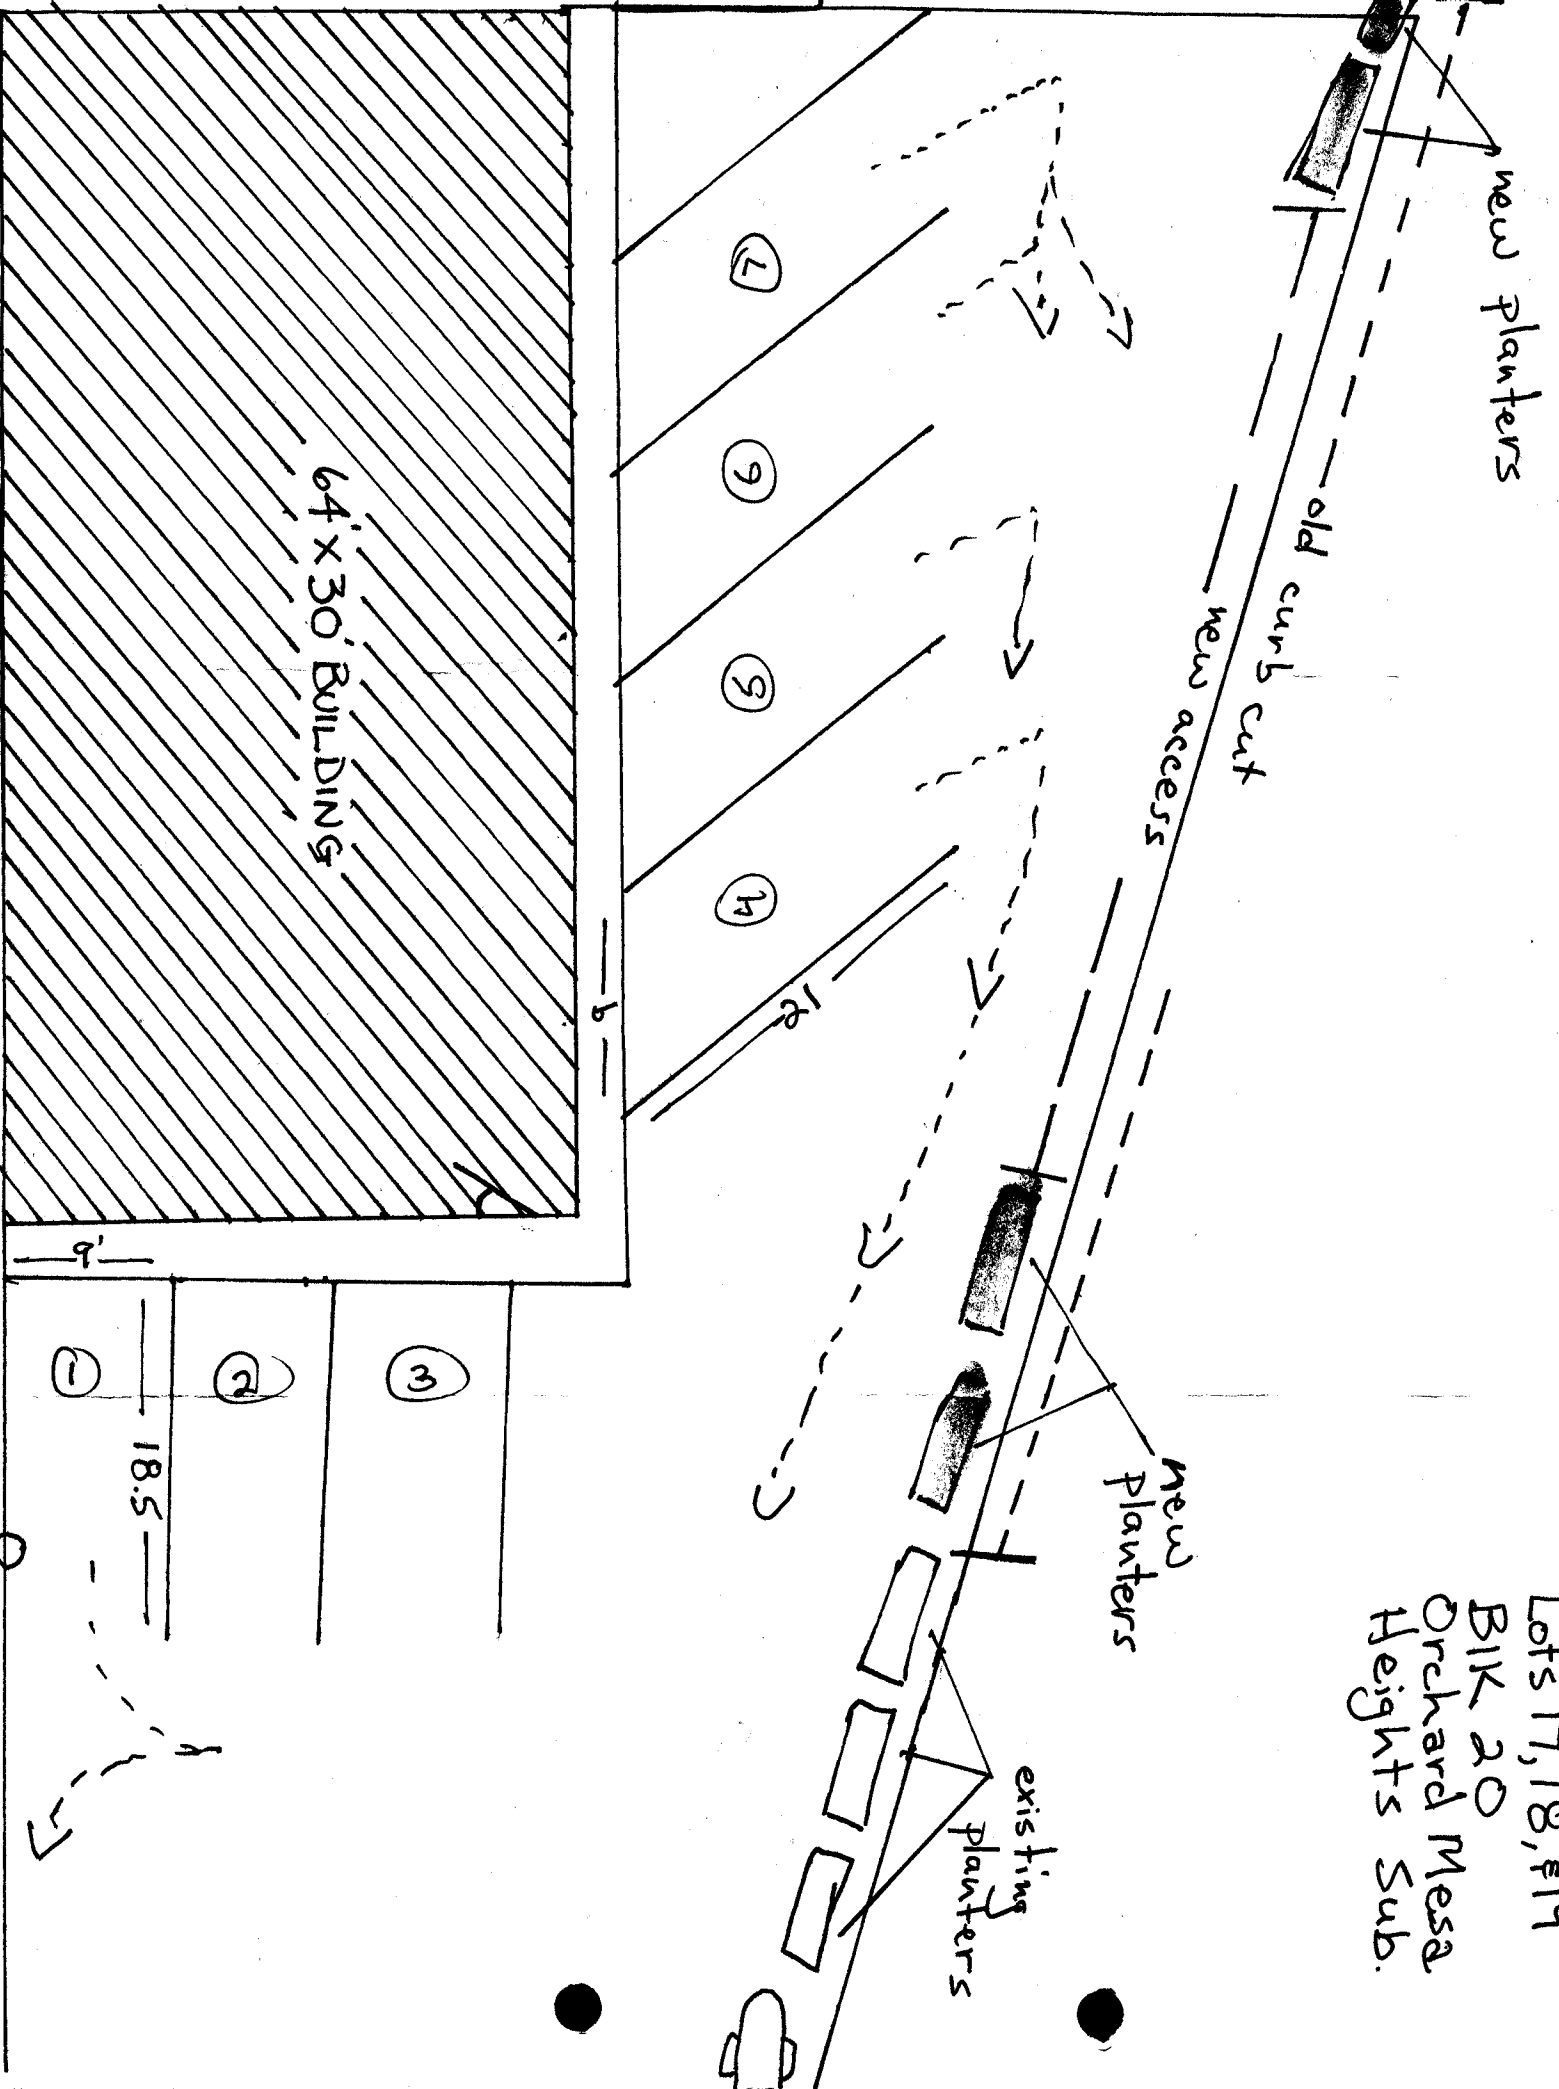 new planters
old curb cut
new access
64' x 30' BUILDING
7
6
5
4
21
9'
1
2
3
18.5
new
planters
existing
planters
Lots 17, 18, & 19
BlK 20
Orchard Mesa
Heights Sub.